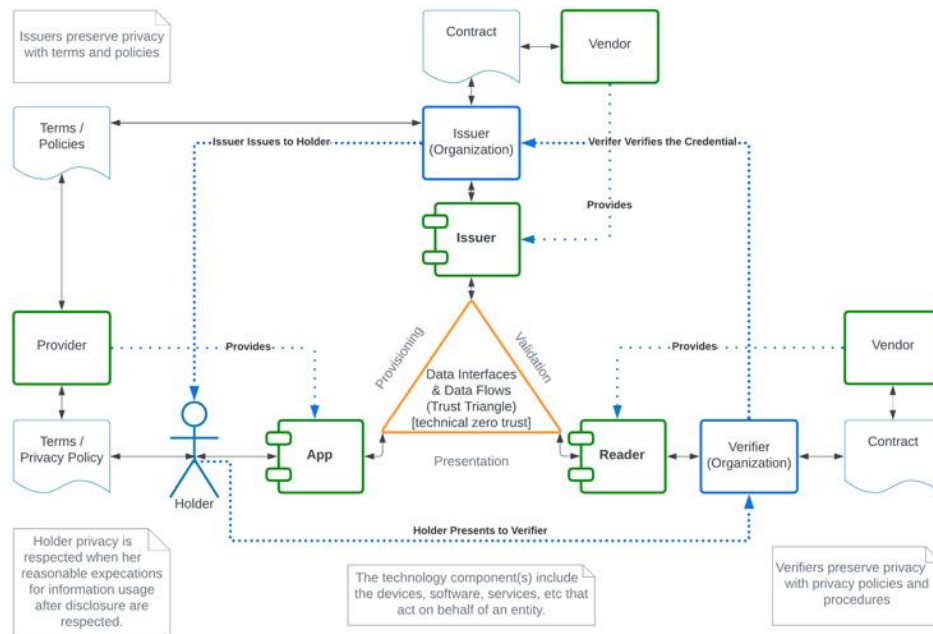 Issuers preserve privacy
with terms and policies
Contract
Vendor
Terms /
Policies
Issuer Issues to Holder
Issuer
(Organization)
Verifer Verifies the Credential
Provides
Issuer
Provider
Provides
Provisioning
Validation
Data Interfaces
& Data Flows
(Trust Triangle)
[technical zero trust]
Provides
Vendor
Terms /
Privacy Policy
App
Presentation
Reader
Verifier
(Organization)
Contract
Holder
Holder Presents to Verifier
Holder privacy is
respected when her
reasonable expecations
for information usage
after disclosure are
respected.
The technology component(s) include
the devices, software, services, etc that
act on behalf of an entity.
Verifiers preserve privacy
with privacy policies and
procedures